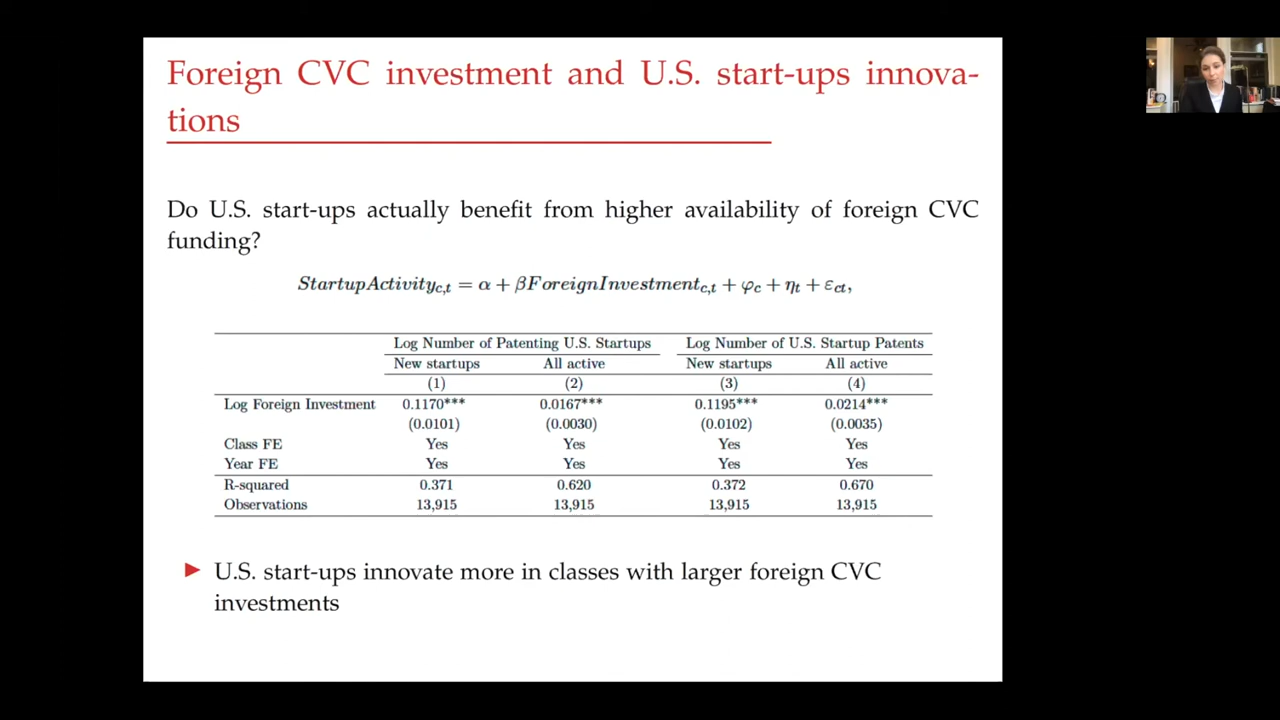 Foreign CVC investment and U.S. start-ups innova-
tions
Do U.S. start-ups actually benefit from higher availability of foreign CVC
funding?
StartupActivity_{c,t} = α + βForeignInvestment_{c,t} + φ_c + η_t + ε_{ct},
Log Number of Patenting U.S. Startups Log Number of U.S. Startup Patents
New startups All active New startups All active
(1) (2) (3) (4)
Log Foreign Investment 0.1170*** 0.0167*** 0.1195*** 0.0214***
(0.0101) (0.0030) (0.0102) (0.0035)
Class FE Yes Yes Yes Yes
Year FE Yes Yes Yes Yes
R-squared 0.371 0.620 0.372 0.670
Observations 13,915 13,915 13,915 13,915
► U.S. start-ups innovate more in classes with larger foreign CVC
investments